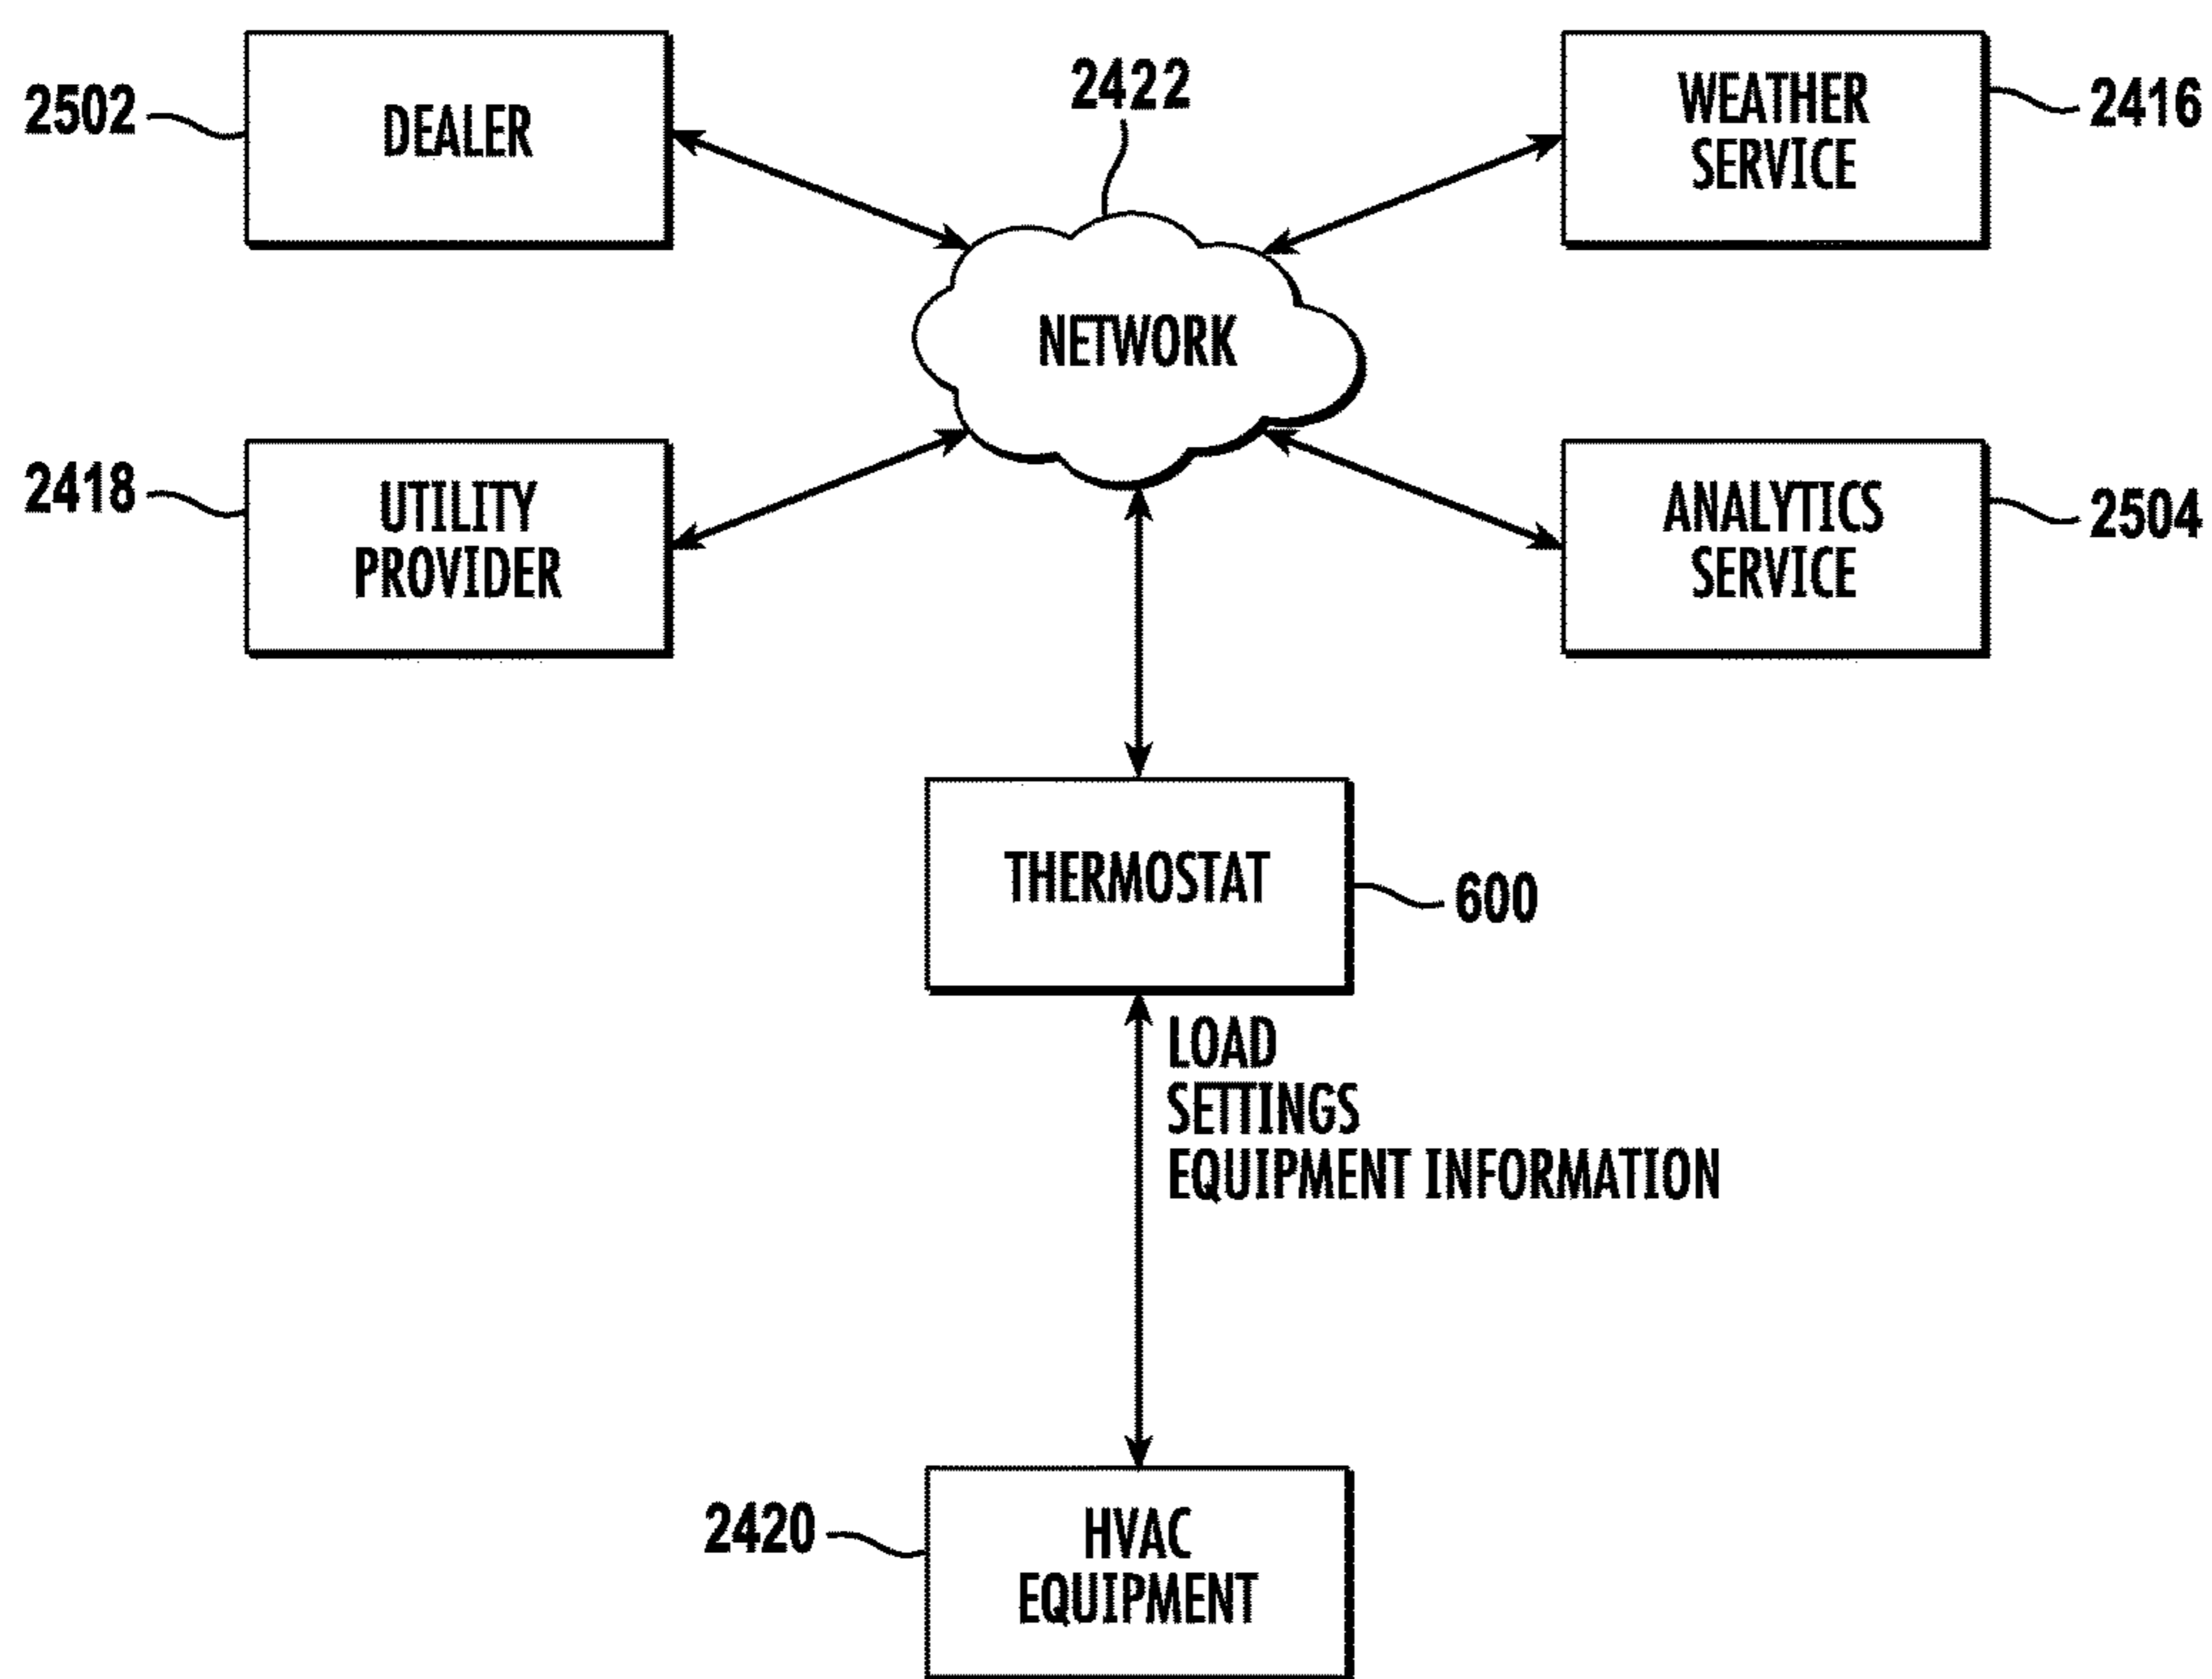 2502
DEALER
2422
WEATHER
SERVICE
2416
NETWORK
2418
UTILITY
PROVIDER
ANALYTICS
SERVICE
2504
THERMOSTAT
600
LOAD
SETTINGS
EQUIPMENT INFORMATION
2420
HVAC
EQUIPMENT